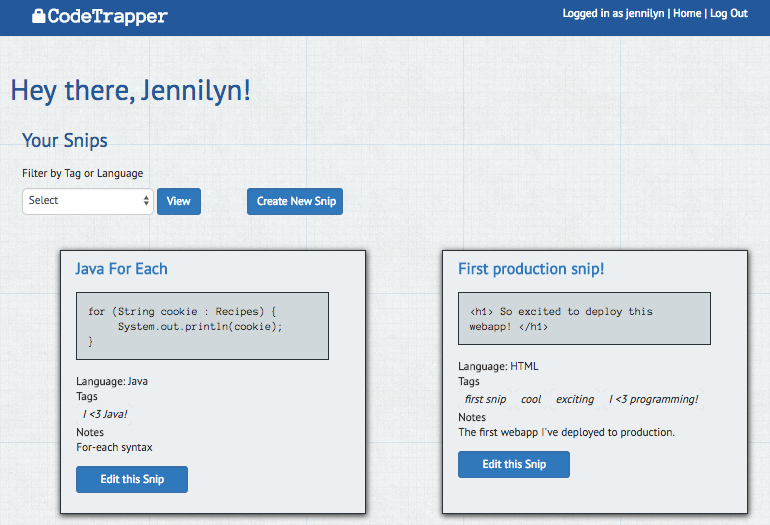 CodeTrapper
Logged in as jennilyn | Home | Log Out
Hey there, Jennilyn!
Your Snips
Filter by Tag or Language
Select View Create New Snip
Java For Each
for (String cookie : Recipes) {
System.out.println(cookie);
}
Language: Java
Tags
I <3 Java!
Notes
For-each syntax
Edit this Snip
First production snip!
<h1> So excited to deploy this
webapp! </h1>
Language: HTML
Tags
first snip cool exciting I <3 programming!
Notes
The first webapp I've deployed to production.
Edit this Snip